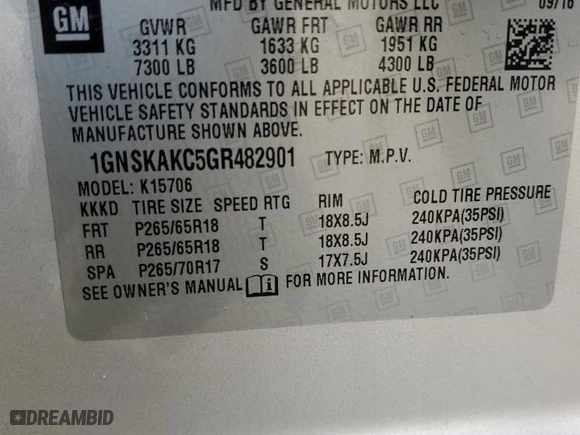 GM
MFD BY GENERAL MOTORS LLC 09/16
GVWR GAWR FRT GAWR RR
3311 KG 1633 KG 1951 KG
7300 LB 3600 LB 4300 LB
THIS VEHICLE CONFORMS TO ALL APPLICABLE U.S. FEDERAL MOTOR
VEHICLE SAFETY STANDARDS IN EFFECT ON THE DATE OF
MANUFACTURE SHOWN ABOVE.
1GNSKAKC5GR482901 TYPE: M.P.V.
MODEL: K15706
KKKD TIRE SIZE SPEED RTG RIM COLD TIRE PRESSURE
FRT P265/65R18 T 18X8.5J 240KPA(35PSI)
RR P265/65R18 T 18X8.5J 240KPA(35PSI)
SPA P265/70R17 S 17X7.5J 240KPA(35PSI)
SEE OWNER'S MANUAL FOR MORE INFORMATION.
DREAMBID